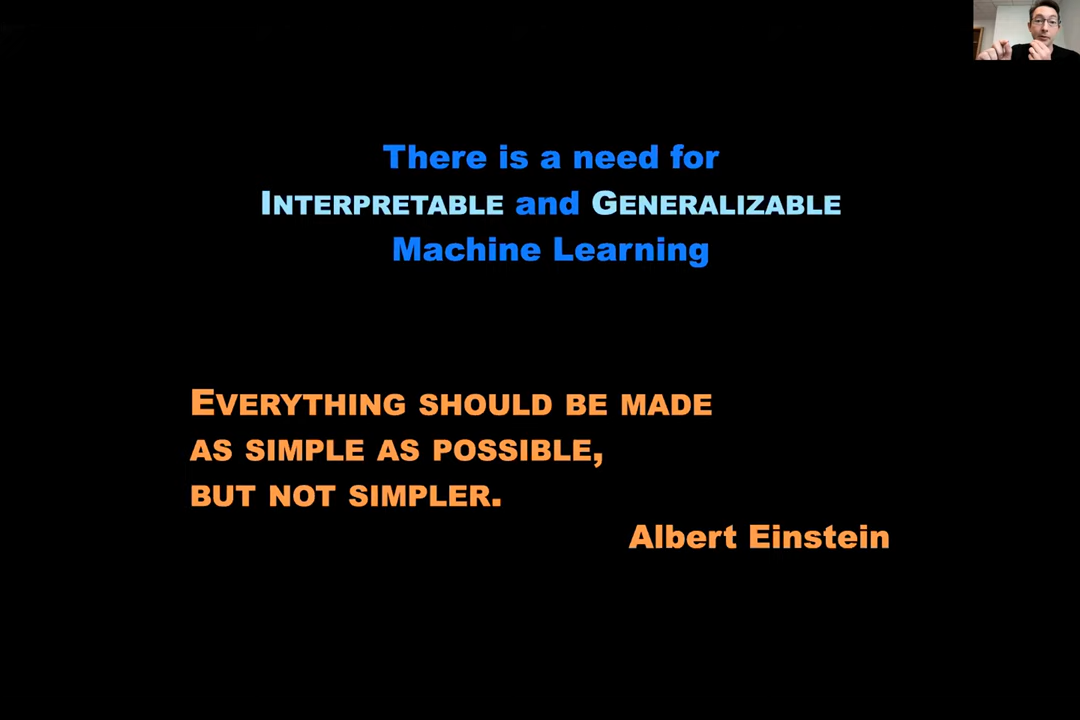 There is a need for
INTERPRETABLE and GENERALIZABLE
Machine Learning
EVERYTHING SHOULD BE MADE
AS SIMPLE AS POSSIBLE,
BUT NOT SIMPLER.
Albert Einstein